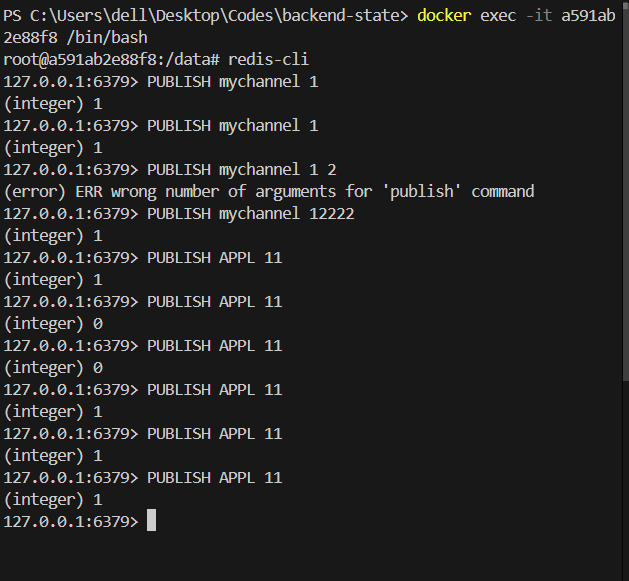 PS C:\Users\dell\Desktop\Codes\backend-state> docker exec -it a591ab
2e88f8 /bin/bash
root@a591ab2e88f8:/data# redis-cli
127.0.0.1:6379> PUBLISH mychannel 1
(integer) 1
127.0.0.1:6379> PUBLISH mychannel 1
(integer) 1
127.0.0.1:6379> PUBLISH mychannel 1 2
(error) ERR wrong number of arguments for 'publish' command
127.0.0.1:6379> PUBLISH mychannel 12222
(integer) 1
127.0.0.1:6379> PUBLISH APPL 11
(integer) 1
127.0.0.1:6379> PUBLISH APPL 11
(integer) 0
127.0.0.1:6379> PUBLISH APPL 11
(integer) 0
127.0.0.1:6379> PUBLISH APPL 11
(integer) 1
127.0.0.1:6379> PUBLISH APPL 11
(integer) 1
127.0.0.1:6379> PUBLISH APPL 11
(integer) 1
127.0.0.1:6379>